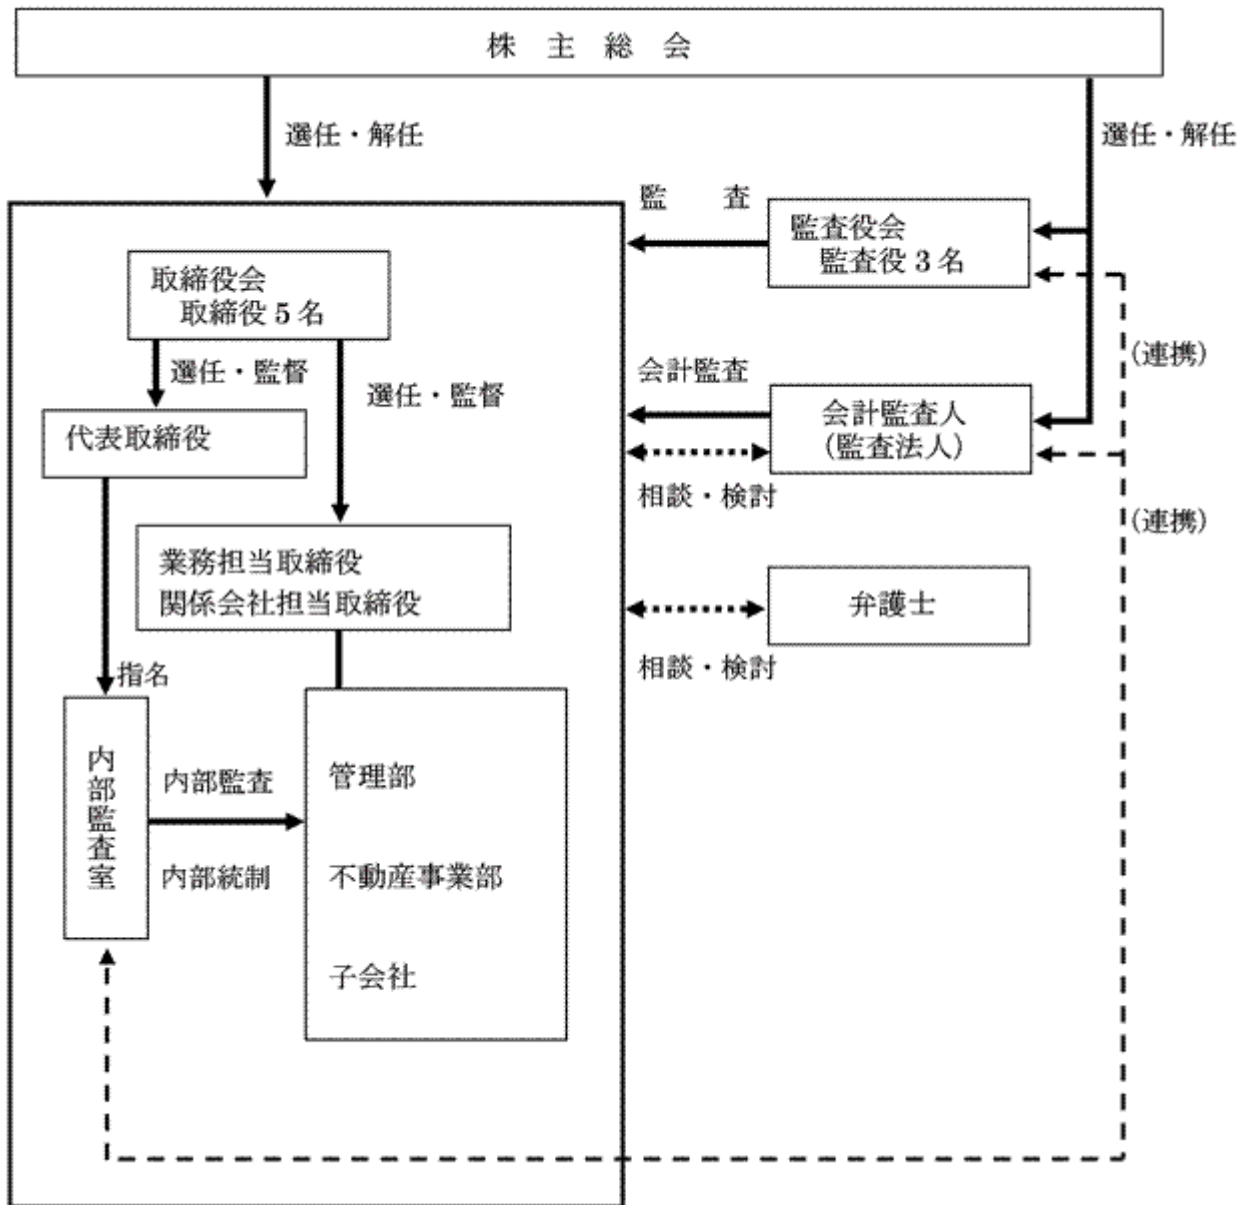 株 主 総 会
選任・解任
選任・解任
監 査
監査役会
監査役3名
取締役会
取締役5名
(連携)
選任・監督
選任・監督
会計監査
会計監査人
(監査法人)
代表取締役
相談・検討
(連携)
業務担当取締役
関係会社担当取締役
弁護士
相談・検討
指名
内部監査室
内部監査
内部統制
管理部
不動産事業部
子会社